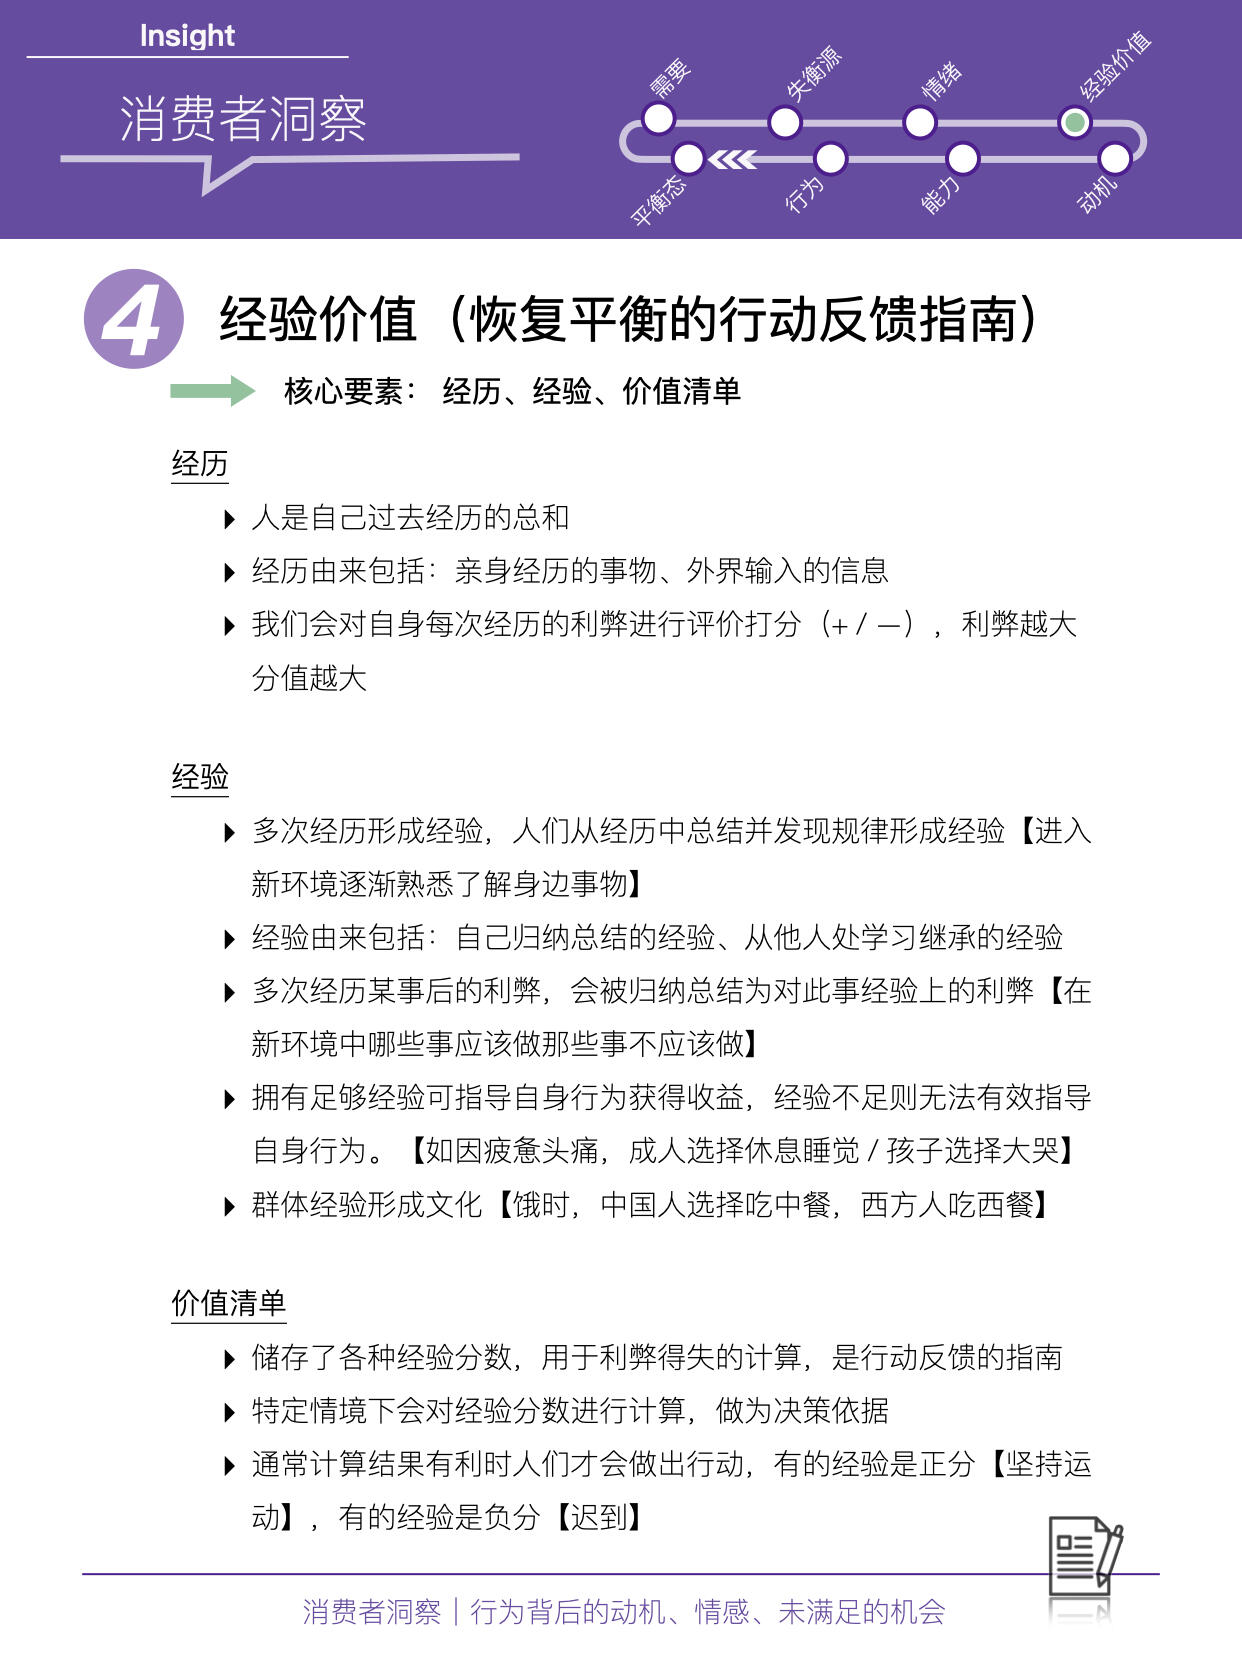 Insight
消费者洞察
需要
失衡源
情绪
经验价值
平衡态
行为
能力
动机
4
经验价值（恢复平衡的行动反馈指南）
核心要素： 经历、经验、价值清单
经历
人是自己过去经历的总和
经历由来包括：亲身经历的事物、外界输入的信息
我们会对自身每次经历的利弊进行评价打分（+ / —），利弊越大
分值越大
经验
多次经历形成经验，人们从经历中总结并发现规律形成经验【进入
新环境逐渐熟悉了解身边事物】
经验由来包括：自己归纳总结的经验、从他人处学习继承的经验
多次经历某事后的利弊，会被归纳总结为对此事经验上的利弊【在
新环境中哪些事应该做那些事不应该做】
拥有足够经验可指导自身行为获得收益，经验不足则无法有效指导
自身行为。【如因疲惫头痛，成人选择休息睡觉 / 孩子选择大哭】
群体经验形成文化【饿时，中国人选择吃中餐，西方人吃西餐】
价值清单
储存了各种经验分数，用于利弊得失的计算，是行动反馈的指南
特定情境下会对经验分数进行计算，做为决策依据
通常计算结果有利时人们才会做出行动，有的经验是正分【坚持运
动】，有的经验是负分【迟到】
消费者洞察｜行为背后的动机、情感、未满足的机会